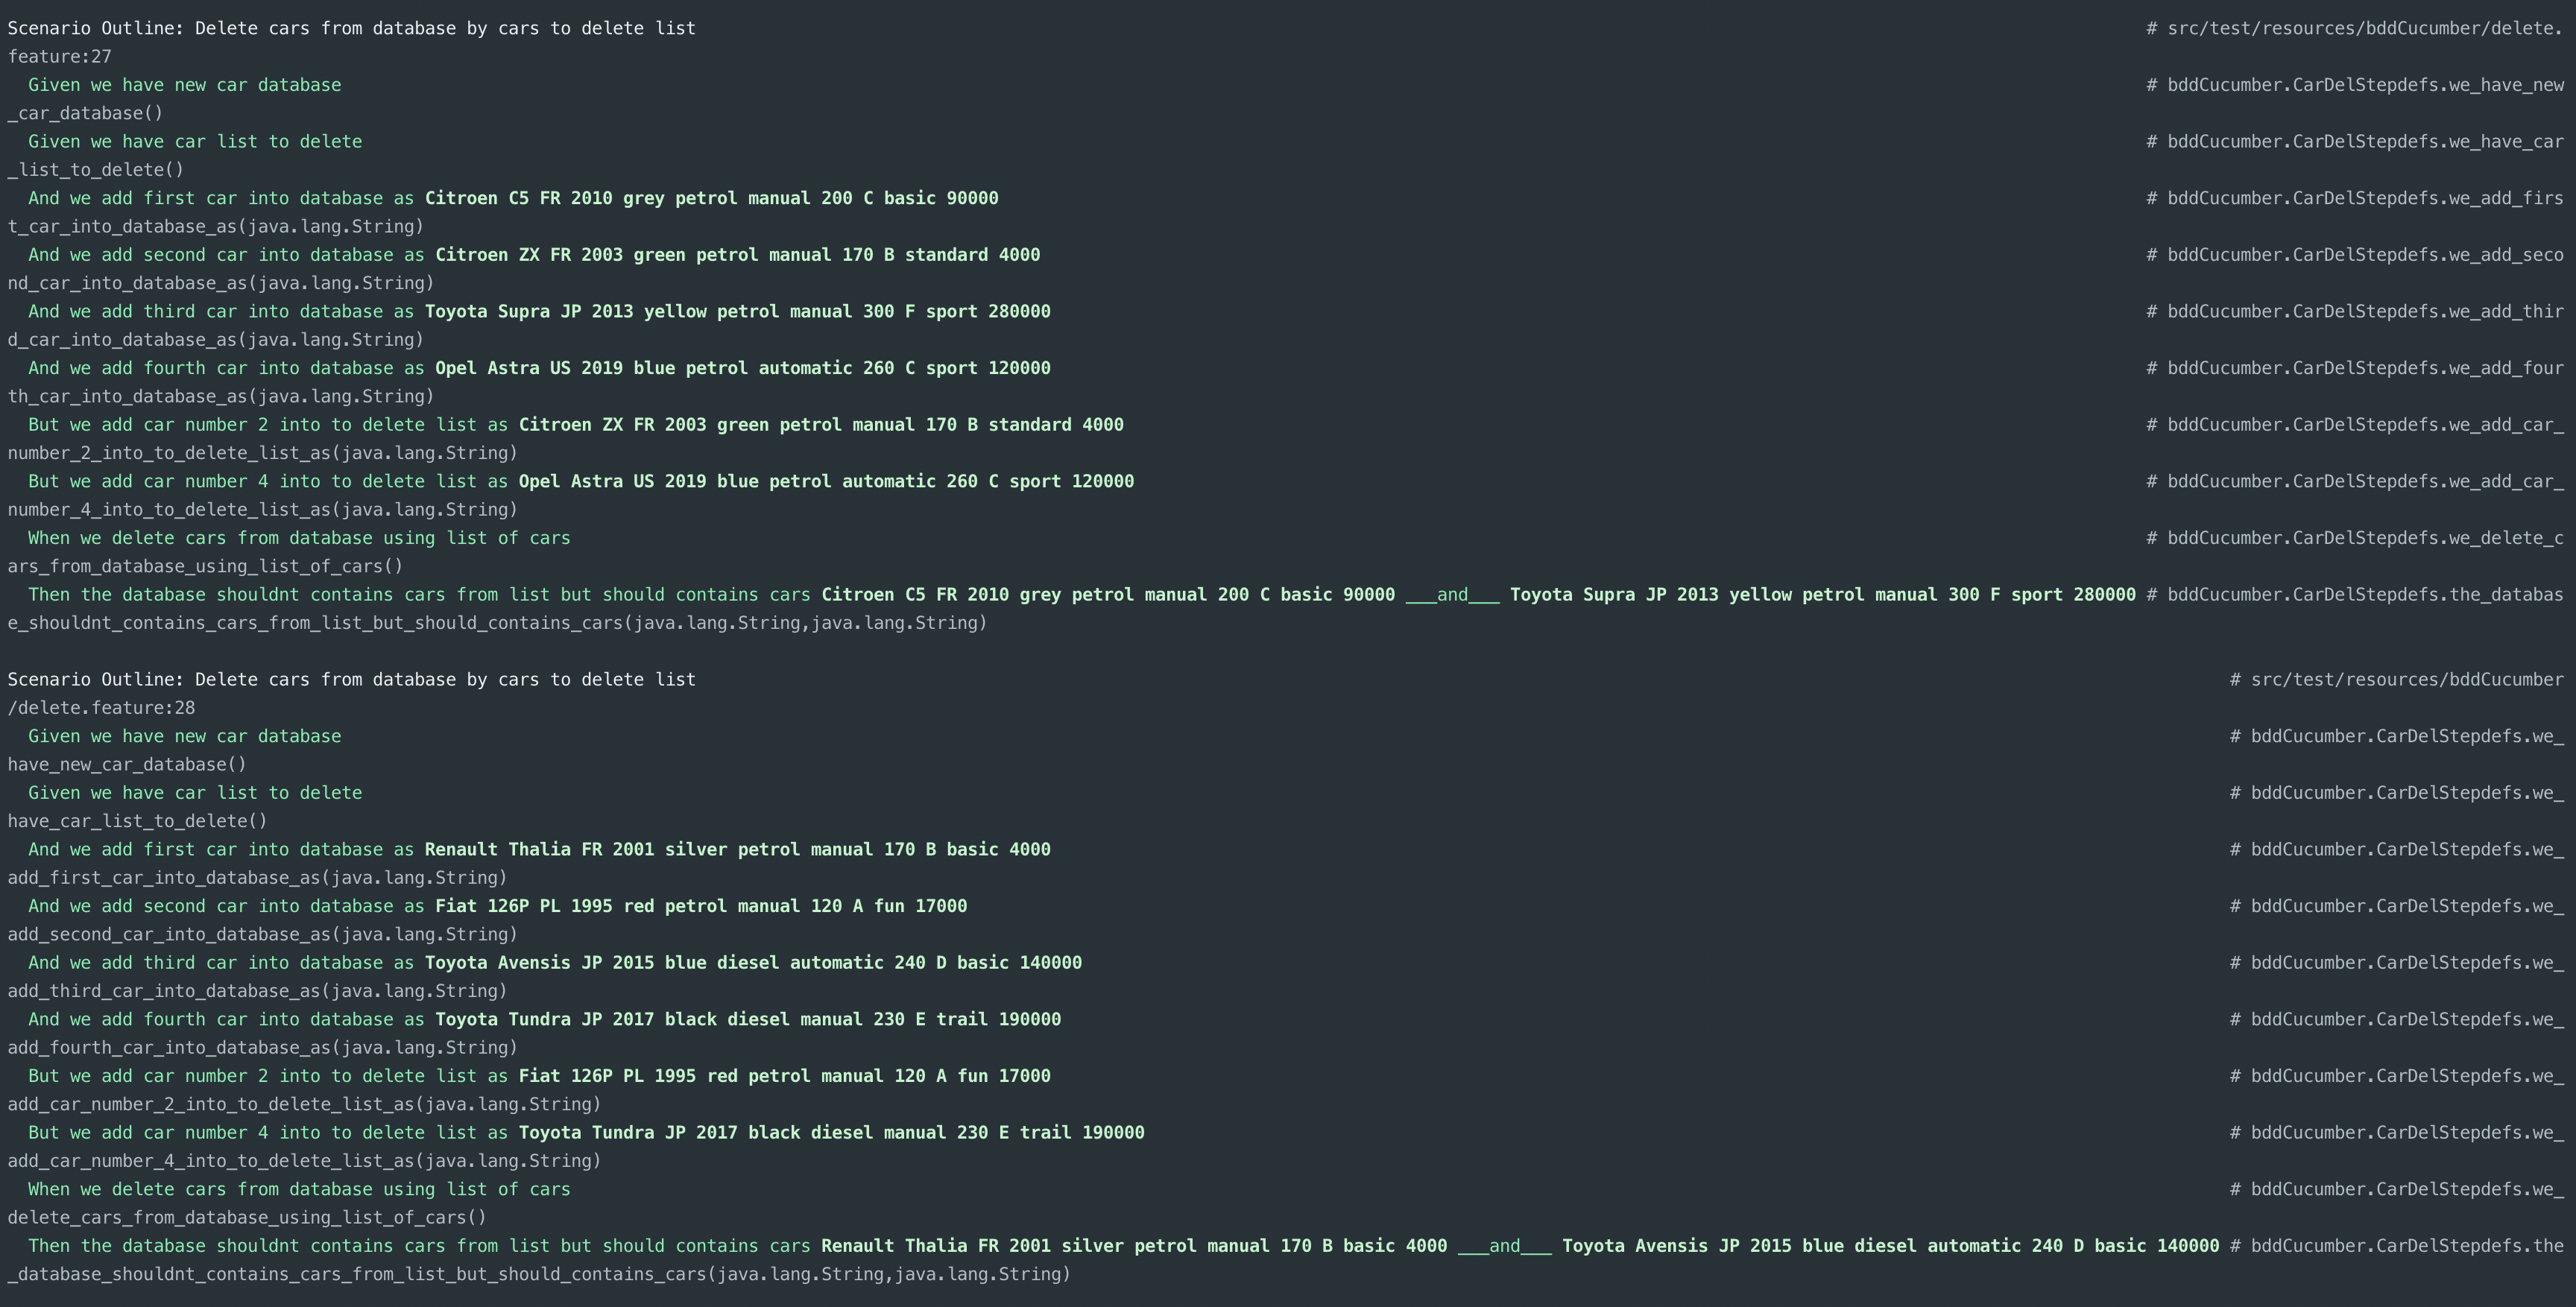 Scenario Outline: Delete cars from database by cars to delete list # src/test/resources/bddCucumber/delete.
feature:27
Given we have new car database # bddCucumber.CarDelStepdefs.we_have_new
_car_database()
Given we have car list to delete # bddCucumber.CarDelStepdefs.we_have_car
_list_to_delete()
And we add first car into database as Citroen C5 FR 2010 grey petrol manual 200 C basic 90000 # bddCucumber.CarDelStepdefs.we_add_firs
t_car_into_database_as(java.lang.String)
And we add second car into database as Citroen ZX FR 2003 green petrol manual 170 B standard 4000 # bddCucumber.CarDelStepdefs.we_add_seco
nd_car_into_database_as(java.lang.String)
And we add third car into database as Toyota Supra JP 2013 yellow petrol manual 300 F sport 280000 # bddCucumber.CarDelStepdefs.we_add_thir
d_car_into_database_as(java.lang.String)
And we add fourth car into database as Opel Astra US 2019 blue petrol automatic 260 C sport 120000 # bddCucumber.CarDelStepdefs.we_add_four
th_car_into_database_as(java.lang.String)
But we add car number 2 into to delete list as Citroen ZX FR 2003 green petrol manual 170 B standard 4000 # bddCucumber.CarDelStepdefs.we_add_car_
number_2_into_to_delete_list_as(java.lang.String)
But we add car number 4 into to delete list as Opel Astra US 2019 blue petrol automatic 260 C sport 120000 # bddCucumber.CarDelStepdefs.we_add_car_
number_4_into_to_delete_list_as(java.lang.String)
When we delete cars from database using list of cars # bddCucumber.CarDelStepdefs.we_delete_c
ars_from_database_using_list_of_cars()
Then the database shouldnt contains cars from list but should contains cars Citroen C5 FR 2010 grey petrol manual 200 C basic 90000 ___and___ Toyota Supra JP 2013 yellow petrol manual 300 F sport 280000 # bddCucumber.CarDelStepdefs.the_databas
e_shouldnt_contains_cars_from_list_but_should_contains_cars(java.lang.String,java.lang.String)
Scenario Outline: Delete cars from database by cars to delete list # src/test/resources/bddCucumber
/delete.feature:28
Given we have new car database # bddCucumber.CarDelStepdefs.we_
have_new_car_database()
Given we have car list to delete # bddCucumber.CarDelStepdefs.we_
have_car_list_to_delete()
And we add first car into database as Renault Thalia FR 2001 silver petrol manual 170 B basic 4000 # bddCucumber.CarDelStepdefs.we_
add_first_car_into_database_as(java.lang.String)
And we add second car into database as Fiat 126P PL 1995 red petrol manual 120 A fun 17000 # bddCucumber.CarDelStepdefs.we_
add_second_car_into_database_as(java.lang.String)
And we add third car into database as Toyota Avensis JP 2015 blue diesel automatic 240 D basic 140000 # bddCucumber.CarDelStepdefs.we_
add_third_car_into_database_as(java.lang.String)
And we add fourth car into database as Toyota Tundra JP 2017 black diesel manual 230 E trail 190000 # bddCucumber.CarDelStepdefs.we_
add_fourth_car_into_database_as(java.lang.String)
But we add car number 2 into to delete list as Fiat 126P PL 1995 red petrol manual 120 A fun 17000 # bddCucumber.CarDelStepdefs.we_
add_car_number_2_into_to_delete_list_as(java.lang.String)
But we add car number 4 into to delete list as Toyota Tundra JP 2017 black diesel manual 230 E trail 190000 # bddCucumber.CarDelStepdefs.we_
add_car_number_4_into_to_delete_list_as(java.lang.String)
When we delete cars from database using list of cars # bddCucumber.CarDelStepdefs.we_
delete_cars_from_database_using_list_of_cars()
Then the database shouldnt contains cars from list but should contains cars Renault Thalia FR 2001 silver petrol manual 170 B basic 4000 ___and___ Toyota Avensis JP 2015 blue diesel automatic 240 D basic 140000 # bddCucumber.CarDelStepdefs.the
_database_shouldnt_contains_cars_from_list_but_should_contains_cars(java.lang.String,java.lang.String)